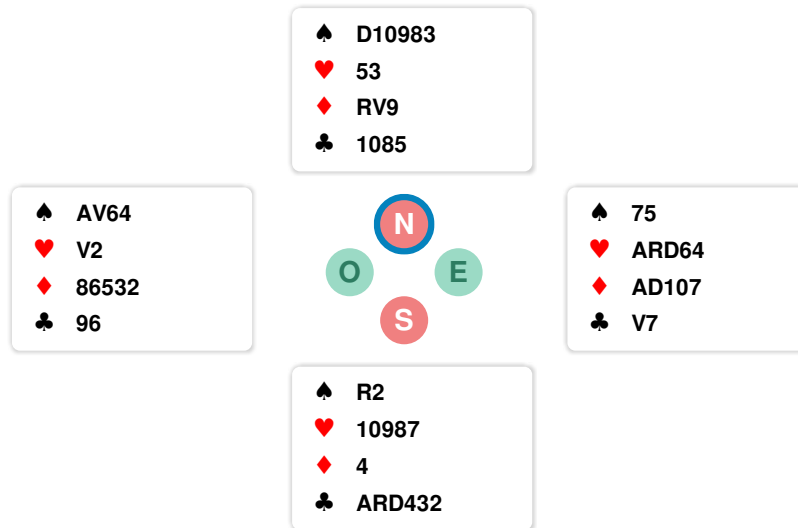 ♠ D10983
♥ 53
♦ RV9
♣ 1085
♠ AV64
♥ V2
♦ 86532
♣ 96
N
O E
S
♠ 75
♥ ARD64
♦ AD107
♣ V7
♠ R2
♥ 10987
♦ 4
♣ ARD432